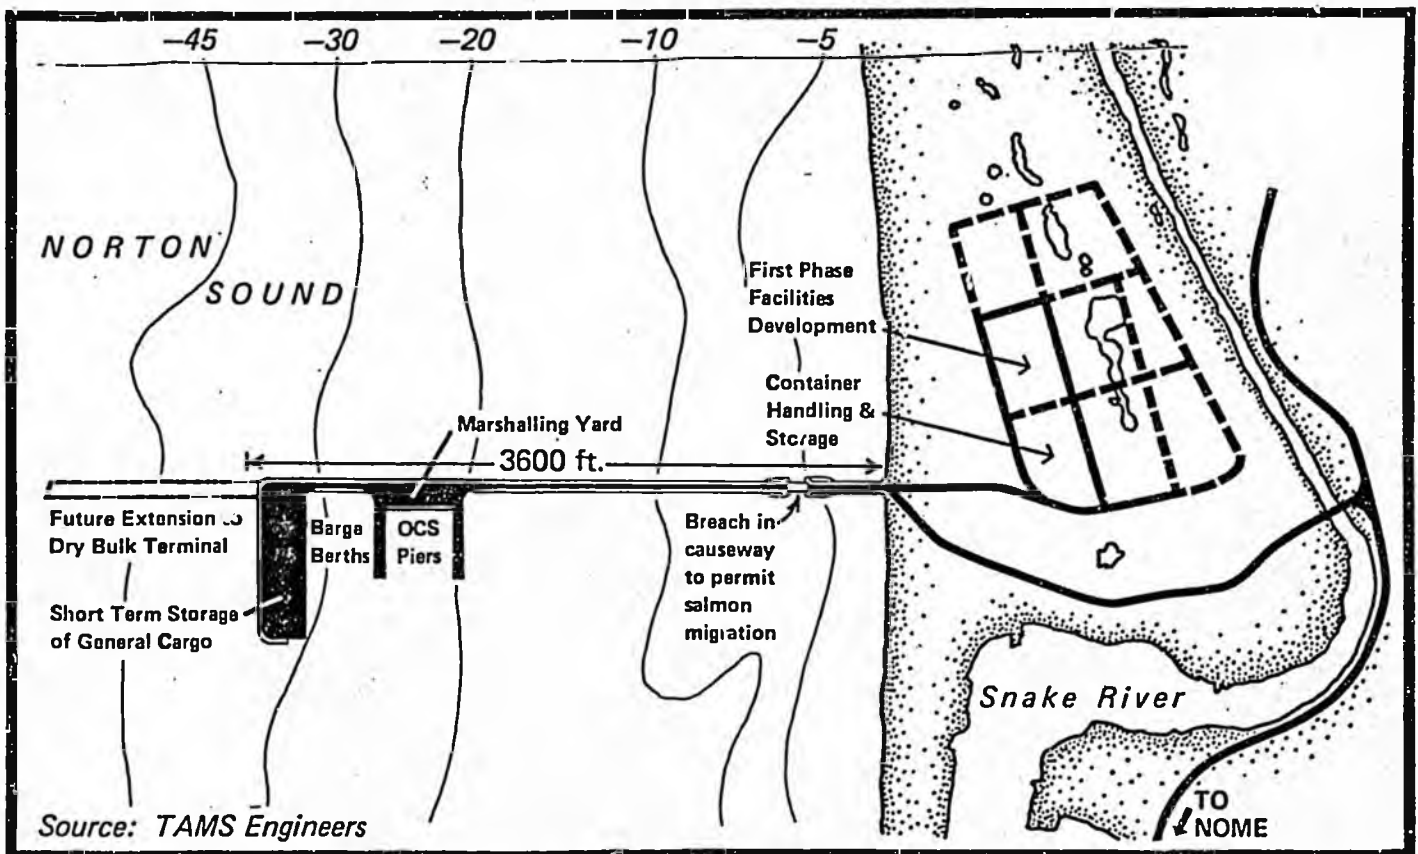 -45 -30 -20 -10 -5
NORTON
SOUND
First Phase
Facilities
Development
Container
Handling &
Storage
Marshalling Yard
3600 ft.
Future Extension to
Dry Bulk Terminal
Barge
Berths
OCS
Piers
Breach in
causeway
to permit
salmon
migration
Short Term Storage
of General Cargo
Snake River
TO
NOME
Source: TAMS Engineers